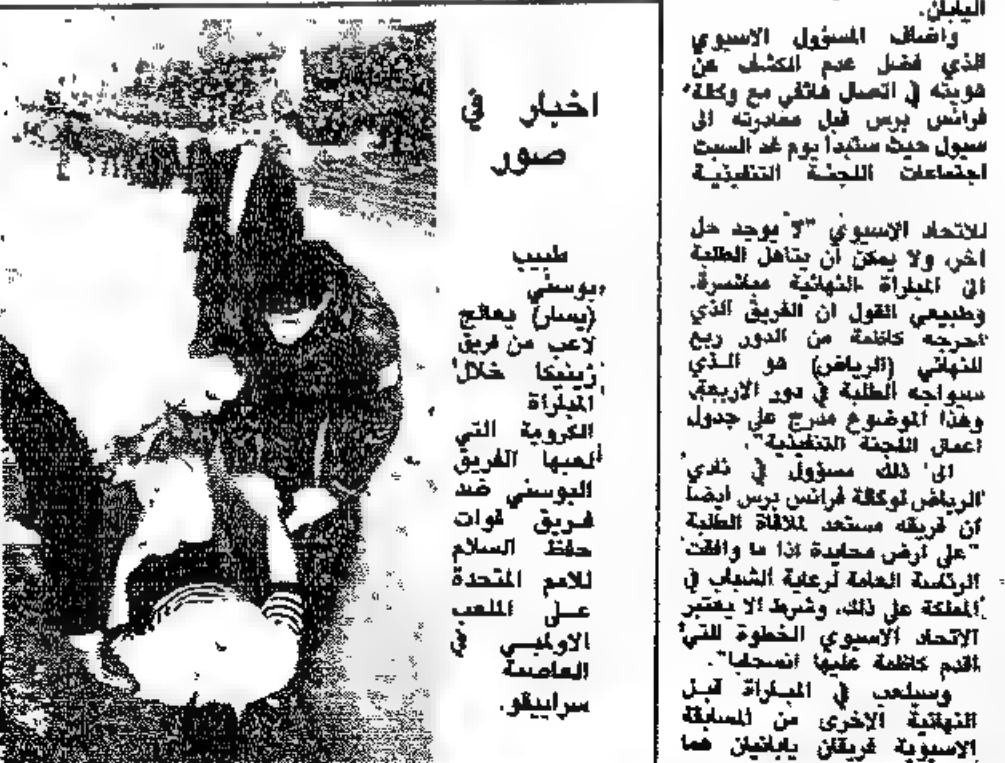 اخبار في
صور
طبيب
بوسني
(يسار) يعالج
لاعب من فريق
زينيكا خلال
المباراة
الكروية التي
لعبها الفريق
البوسني ضد
فريق قوات
حفظ السلام
للامم المتحدة
على الملعب
الاولمبي
العاصمة
سراييفو.
اليابان.
واضاف المسؤول الاسيوي
الذي فضل عدم الكشف عن
هويته في اتصال هاتفي مع وكالة
فرانس برس قبل مغادرته الى
سيول حيث ستبدأ يوم غد السبت
اجتماعات اللجنة التنفيذية
للاتحاد الاسيوي "لا يوجد حل
اخر، ولا يمكن أن يتاهل الطلبة
الى المباراة النهائية مباشرة.
وطبيعي القول ان الفريق الذي
اخرجه كاظمة من الدور ربع
النهائي (الرياض) هو الذي
سيواجه الطلبة في دور الاربعة،
وهذا الموضوع مدرج على جدول
اعمال اللجنة التنفيذية".
الى ذلك مسؤول في نادي
الرياض لوكالة فرانس برس ايضا
ان فريقه مستعد لملاقاة الطلبة
"على ارض محايدة اذا ما وافقت
الرئاسة العامة لرعاية الشباب في
المملكة على ذلك، وشرط الا يعتبر
الاتحاد الاسيوي الخطوة التي
اقدم كاظمة عليها انسحابا".
وسيلعب في المباراة قبل
النهائية الاخرى من المسابقة
الاسيوية فريقان يابانيان هما